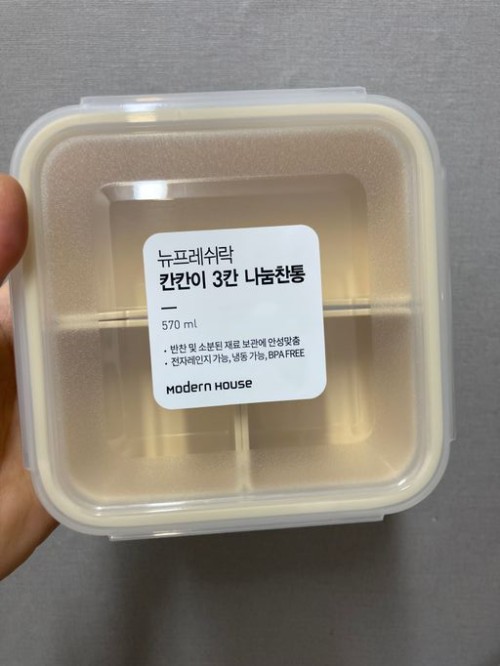 뉴프레쉬락
칸칸이 3칸 나눔찬통
570 ml
• 반찬 및 소분된 재료 보관에 안성맞춤
• 전자레인지 가능, 냉동 가능, BPA FREE
MODERN HOUSE